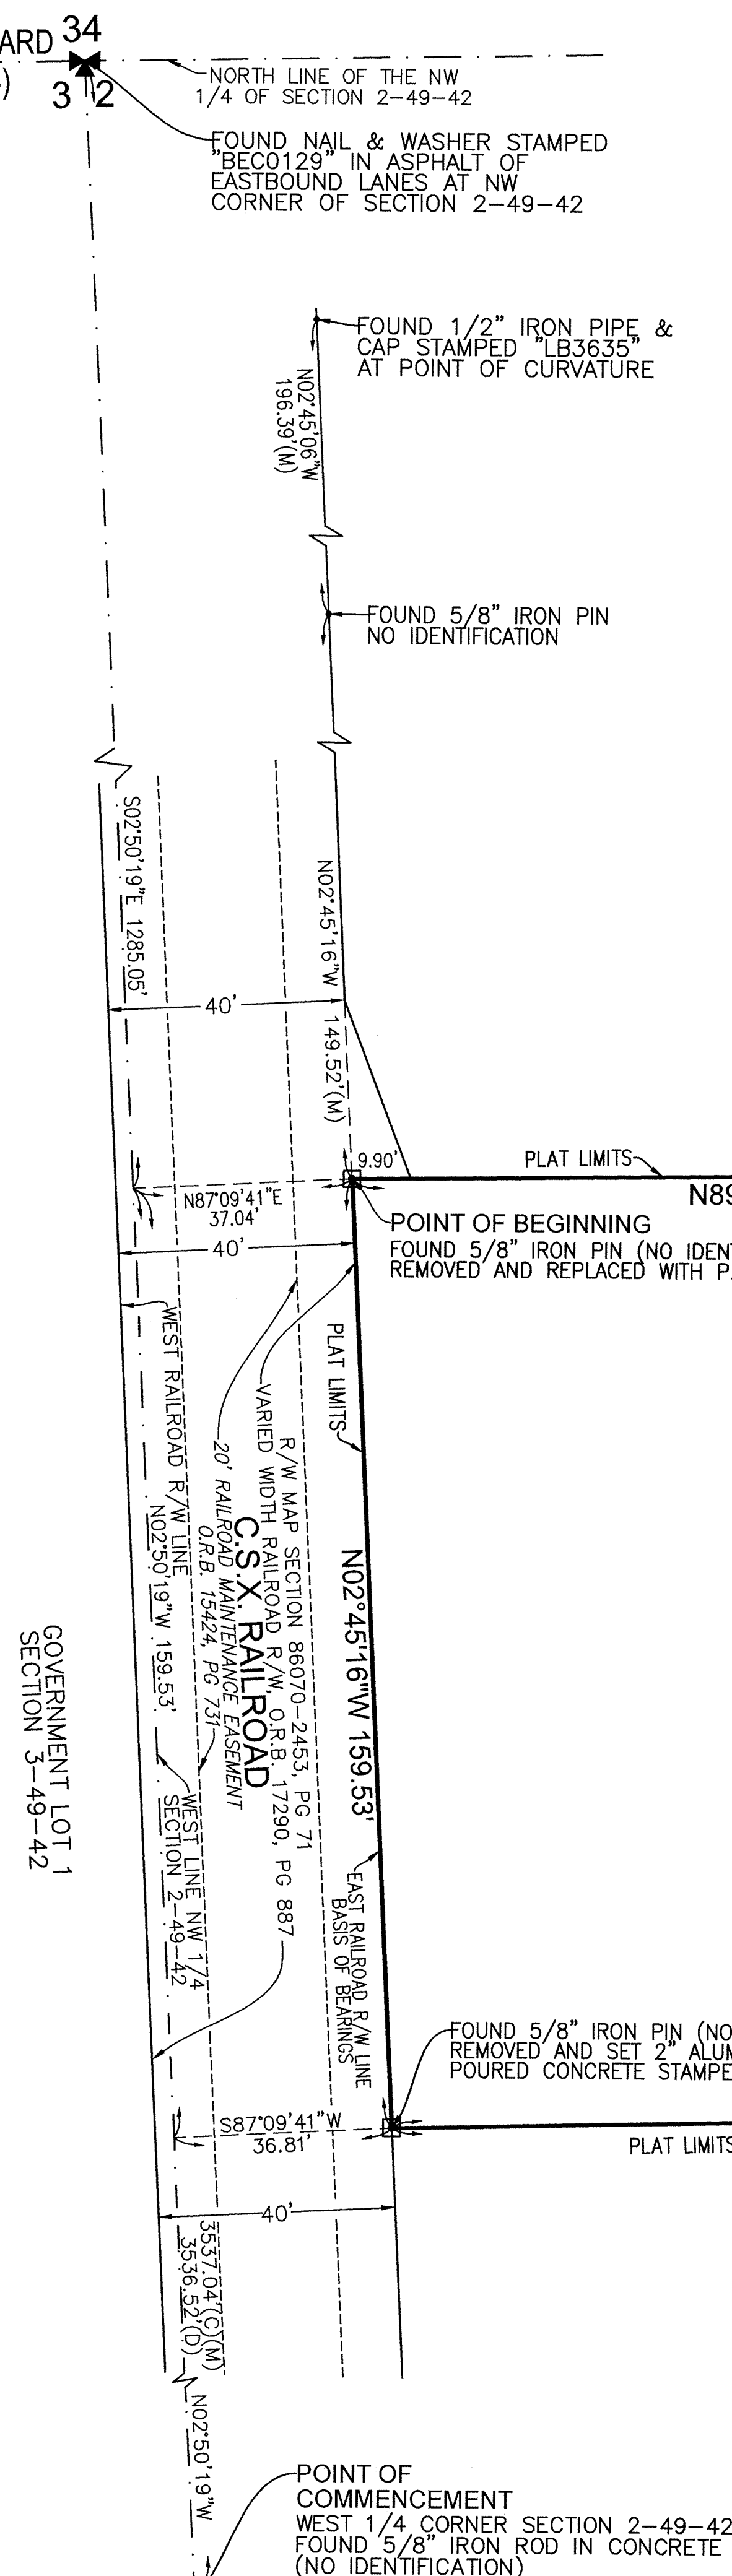 ARD
34
3 2
)
NORTH LINE OF THE NW
1/4 OF SECTION 2-49-42
FOUND NAIL & WASHER STAMPED
"BEC0129" IN ASPHALT OF
EASTBOUND LANES AT NW
CORNER OF SECTION 2-49-42
FOUND 1/2" IRON PIPE &
CAP STAMPED "LB3635"
AT POINT OF CURVATURE
N02°45'06"W
196.39'(M)
FOUND 5/8" IRON PIN
NO IDENTIFICATION
S02°50'19"E 1285.05'
N02°45'16"W 149.52'(M)
40'
9.90'
PLAT LIMITS
N89
N87°09'41"E
37.04'
POINT OF BEGINNING
FOUND 5/8" IRON PIN (NO IDENT
REMOVED AND REPLACED WITH P.
40'
PLAT LIMITS
WEST RAILROAD R/W LINE
N02°50'19"W 159.53'
R/W MAP SECTION 86070-2453, PG 71
VARIED WIDTH RAILROAD R/W, O.R.B. 17290, PG 887
C.S.X. RAILROAD
20' RAILROAD MAINTENANCE EASEMENT
O.R.B. 15424, PG 731
N02°45'16"W 159.53'
GOVERNMENT LOT 1
SECTION 3-49-42
WEST LINE NW 1/4
SECTION 2-49-42
EAST RAILROAD R/W LINE
BASIS OF BEARINGS
FOUND 5/8" IRON PIN (NO
REMOVED AND SET 2" ALUM
POURED CONCRETE STAMPE
S87°09'41"W
36.81'
PLAT LIMITS
40'
3537.04'(C)(M)
3536.52'(D)
N02°50'19"W
POINT OF
COMMENCEMENT
WEST 1/4 CORNER SECTION 2-49-42
FOUND 5/8" IRON ROD IN CONCRETE
(NO IDENTIFICATION)